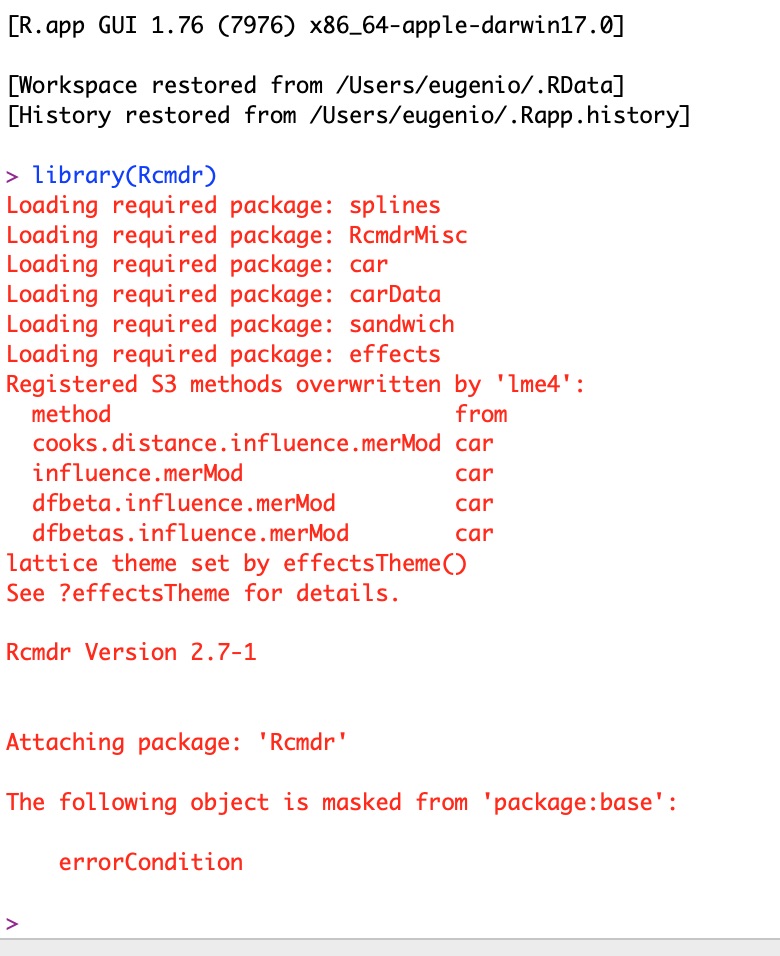 [R.app GUI 1.76 (7976) x86_64-apple-darwin17.0]
[Workspace restored from /Users/eugenio/.RData]
[History restored from /Users/eugenio/.Rapp.history]
> library(Rcmdr)
Loading required package: splines
Loading required package: RcmdrMisc
Loading required package: car
Loading required package: carData
Loading required package: sandwich
Loading required package: effects
Registered S3 methods overwritten by 'lme4':
  method                          from
  cooks.distance.influence.merMod car
  influence.merMod                car
  dfbeta.influence.merMod         car
  dfbetas.influence.merMod        car
lattice theme set by effectsTheme()
See ?effectsTheme for details.
Rcmdr Version 2.7-1
Attaching package: 'Rcmdr'
The following object is masked from 'package:base':
    errorCondition
>